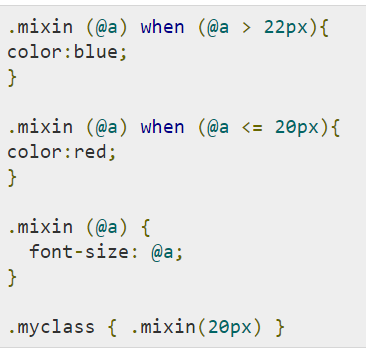 .mixin (@a) when (@a > 22px){
color:blue;
}
.mixin (@a) when (@a <= 20px){
color:red;
}
.mixin (@a) {
font-size: @a;
}
.myclass { .mixin(20px) }